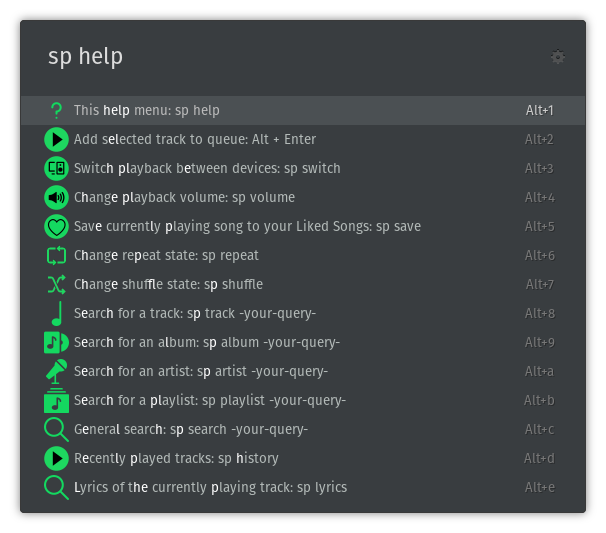 sp help
This help menu: sp help Alt+1
Add selected track to queue: Alt + Enter Alt+2
Switch playback between devices: sp switch Alt+3
Change playback volume: sp volume Alt+4
Save currently playing song to your Liked Songs: sp save Alt+5
Change repeat state: sp repeat Alt+6
Change shuffle state: sp shuffle Alt+7
Search for a track: sp track -your-query- Alt+8
Search for an album: sp album -your-query- Alt+9
Search for an artist: sp artist -your-query- Alt+a
Search for a playlist: sp playlist -your-query- Alt+b
General search: sp search -your-query- Alt+c
Recently played tracks: sp history Alt+d
Lyrics of the currently playing track: sp lyrics Alt+e